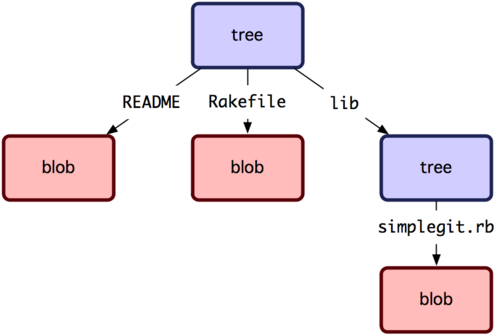 tree
README
Rakefile
lib
blob
blob
tree
simplegit.rb
blob